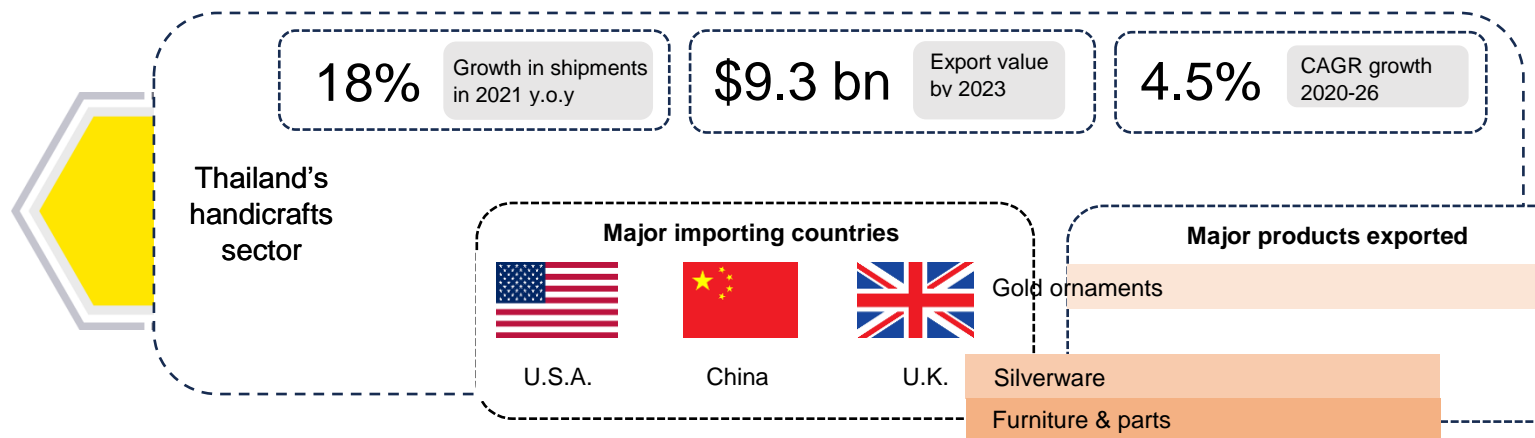 18%
Growth in shipments
in 2021 y.o.y
$9.3 bn
Export value
by 2023
4.5%
CAGR growth
2020-26
Thailand's
handicrafts
sector
Major importing countries
U.S.A.
China
U.K.
Major products exported
Gold ornaments
Silverware
Furniture & parts